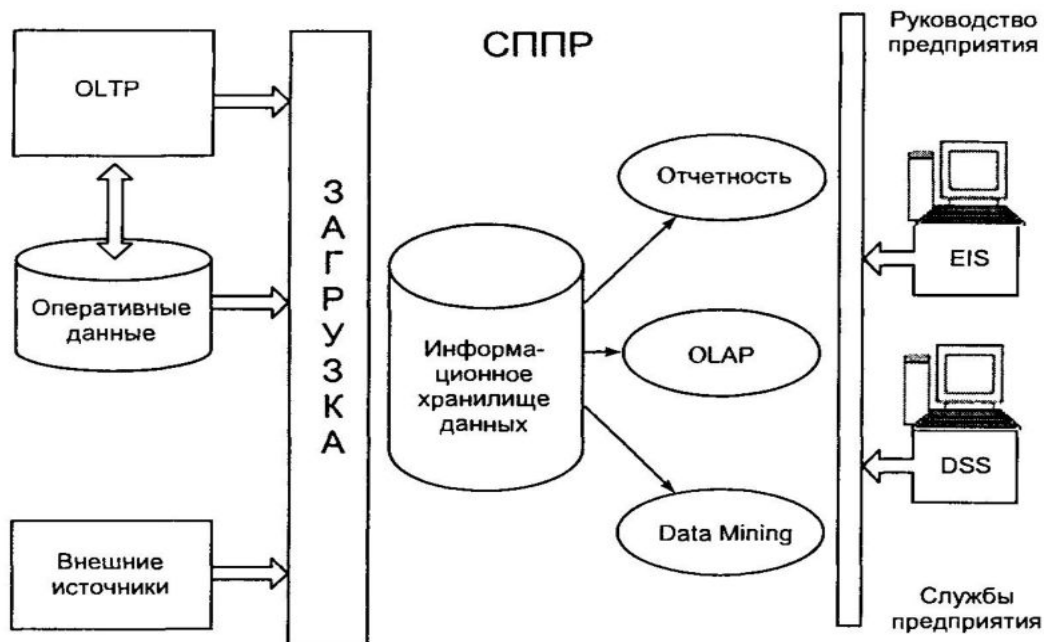 СППР
Руководство
предприятия
OLTP
Оперативные
данные
Внешние
источники
ЗАГРУЗКА
Информа-
ционное
хранилище
данных
Отчетность
OLAP
Data Mining
EIS
DSS
Службы
предприятия